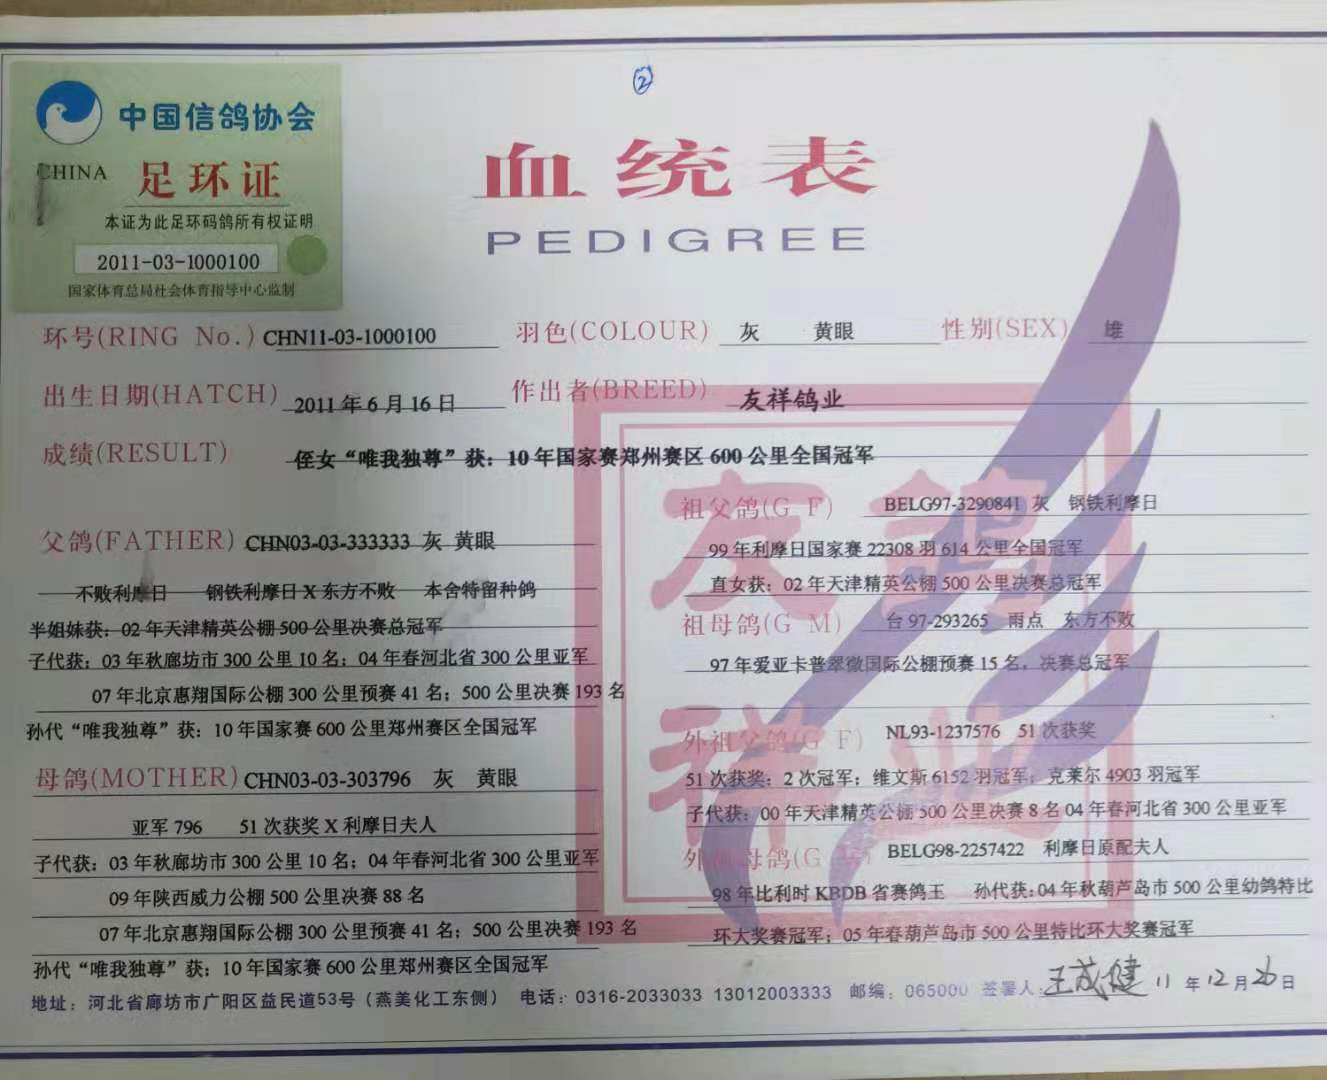 ②
中国信鸽协会
CHINA 足环证
本证为此足环码鸽所有权证明
2011-03-1000100
国家体育总局社会体育指导中心监制
血统表
PEDIGREE
环号(RING No.) CHN11-03-1000100 羽色(COLOUR) 灰 黄眼 性别(SEX) 雄
出生日期(HATCH) 2011年6月16日 作出者(BREED) 友祥鸽业
成绩(RESULT) 侄女“唯我独尊”获：10年国家赛郑州赛区600公里全国冠军
父鸽(FATHER) CHN03-03-333333 灰 黄眼
不败利摩日 钢铁利摩日X东方不败 本舍特留种鸽
半姐妹获：02年天津精英公棚500公里决赛总冠军
子代获：03年秋廊坊市300公里10名；04年春河北省300公里亚军
07年北京惠翔国际公棚300公里预赛41名；500公里决赛193名
孙代“唯我独尊”获：10年国家赛600公里郑州赛区全国冠军
母鸽(MOTHER) CHN03-03-303796 灰 黄眼
亚军796 51次获奖X利摩日夫人
子代获：03年秋廊坊市300公里10名；04年春河北省300公里亚军
09年陕西威力公棚500公里决赛88名
07年北京惠翔国际公棚300公里预赛41名；500公里决赛193名
孙代“唯我独尊”获：10年国家赛600公里郑州赛区全国冠军
祖父鸽(G F) BELG97-3290841 灰 钢铁利摩日
99年利摩日国家赛22308羽614公里全国冠军
直女获：02年天津精英公棚500公里决赛总冠军
祖母鸽(G M) 台97-293265 雨点 东方不败
97年爱亚卡普翠微国际公棚预赛15名，决赛总冠军
外祖父鸽(G F) NL93-1237576 51次获奖
51次获奖：2次冠军；维文斯6152羽冠军；克莱尔4903羽冠军
子代获：00年天津精英公棚500公里决赛8名04年春河北省300公里亚军
外祖母鸽(G M) BELG98-2257422 利摩日原配夫人
98年比利时KBDB省赛鸽王 孙代获：04年秋葫芦岛市500公里幼鸽特比
环大奖赛冠军；05年春葫芦岛市500公里特比环大奖赛冠军
友鸽
祥业
地址：河北省廊坊市广阳区益民道53号（燕美化工东侧） 电话：0316-2033033 13012003333 邮编：065000 签署人：王成健 11年12月26日